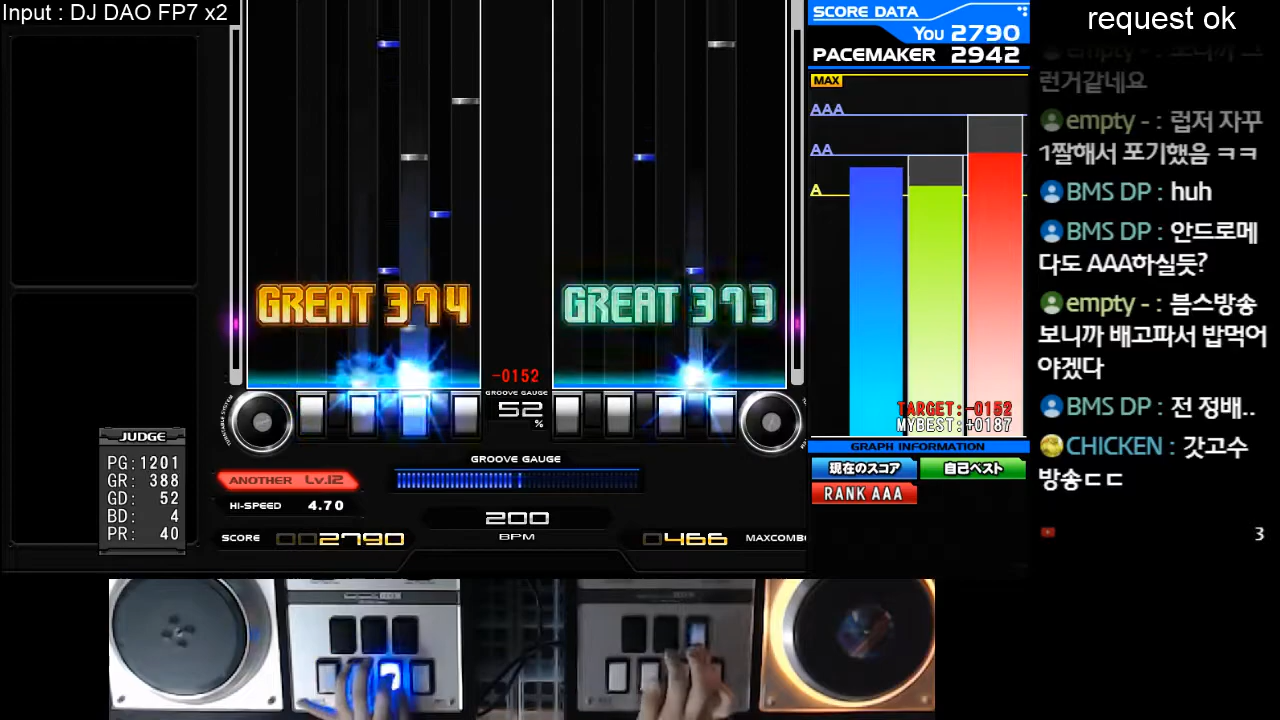 Input : DJ DAO FP7 x2
SCORE DATA
You 2790
PACEMAKER 2942
MAX
AAA
AA
A
TARGET:-0152
MYBEST:+0187
GRAPH INFORMATION
現在のスコア
自己ベスト
RANK AAA
GREAT 374
GREAT 373
-0152
GROOVE GAUGE
52
%
GROOVE GAUGE
ANOTHER Lv.12
HI-SPEED 4.70
200
BPM
SCORE 002790
0466 MAXCOMBO
JUDGE
PG:1201
GR: 388
GD: 52
BD: 4
PR: 40
request ok
empty - : 보니까 그
런거같네요
empty - : 럽저 자꾸
1짤해서 포기했음 ㅋㅋ
BMS DP : huh
BMS DP : 안드로메
다도 AAA하실듯?
empty - : 븜스방송
보니까 배고파서 밥먹어
야겠다
BMS DP : 전 정배..
CHICKEN : 갓고수
방송ㄷㄷ
3